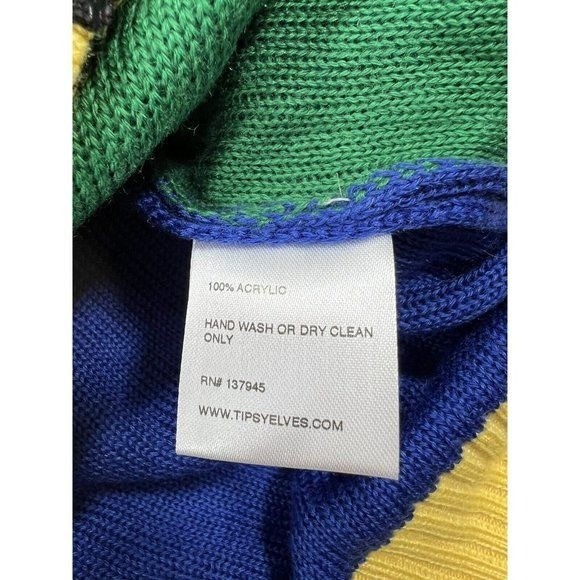 100% ACRYLIC
HAND WASH OR DRY CLEAN
ONLY
RN# 137945
WWW.TIPSYELVES.COM